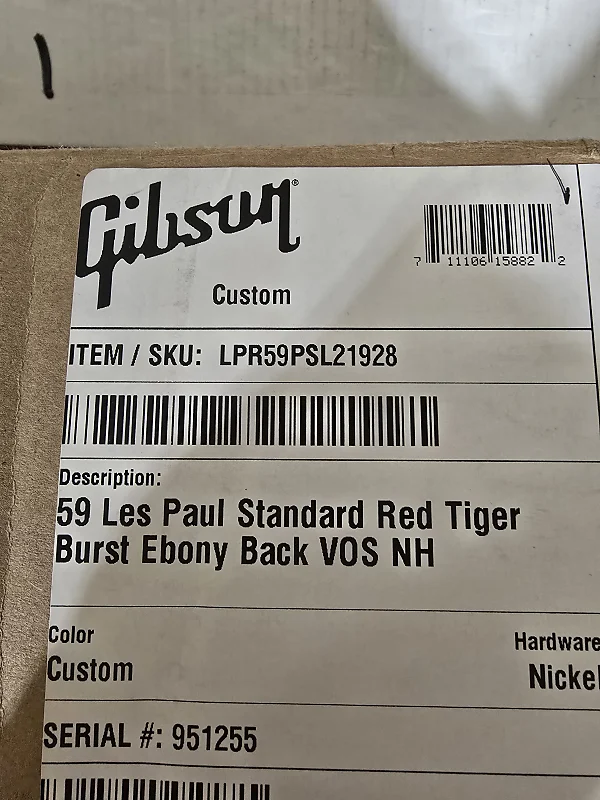 Gibson®
Custom
7 11106 15882 2
ITEM / SKU: LPR59PSL21928
Description:
59 Les Paul Standard Red Tiger
Burst Ebony Back VOS NH
Color
Custom
Hardware
Nickel
SERIAL #: 951255